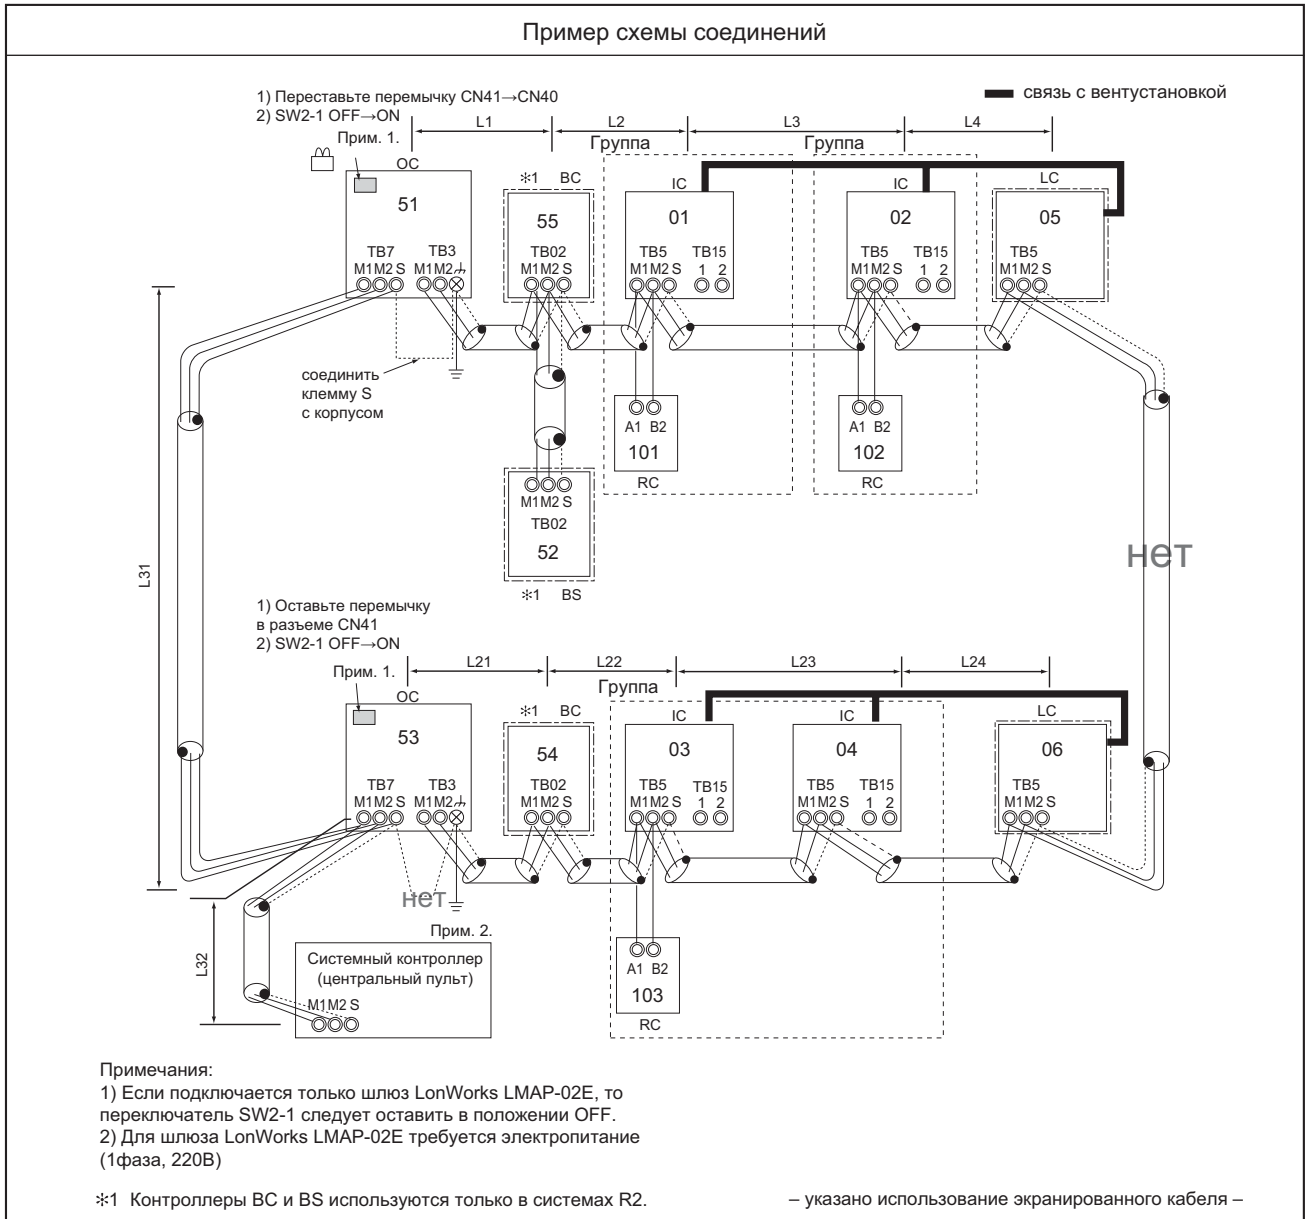 Пример схемы соединений
1) Переставьте перемычку CN41→CN40
2) SW2-1 OFF→ON
Прим. 1.
связь с вентустановкой
L1
L2
L3
L4
Группа
Группа
OC
51
TB7
TB3
M1M2 S
M1M2
✻1 BC
55
TB02
M1M2 S
IC
01
TB5
TB15
M1M2 S
1 2
IC
02
TB5
TB15
M1M2 S
1 2
LC
05
TB5
M1M2 S
соединить
клемму S
с корпусом
A1 B2
101
RC
A1 B2
102
RC
M1M2 S
TB02
52
✻1 BS
L31
нет
1) Оставьте перемычку
в разъеме CN41
2) SW2-1 OFF→ON
Прим. 1.
L21
L22
L23
L24
Группа
OC
53
TB7
TB3
M1M2 S
M1M2
✻1 BC
54
TB02
M1M2 S
IC
03
TB5
TB15
M1M2 S
1 2
IC
04
TB5
TB15
M1M2 S
1 2
LC
06
TB5
M1M2 S
нет
Прим. 2.
L32
Системный контроллер
(центральный пульт)
M1M2 S
A1 B2
103
RC
Примечания:
1) Если подключается только шлюз LonWorks LMAP-02E, то
переключатель SW2-1 следует оставить в положении OFF.
2) Для шлюза LonWorks LMAP-02E требуется электропитание
(1фаза, 220В)
✻1 Контроллеры BC и BS используются только в системах R2.
– указано использование экранированного кабеля –